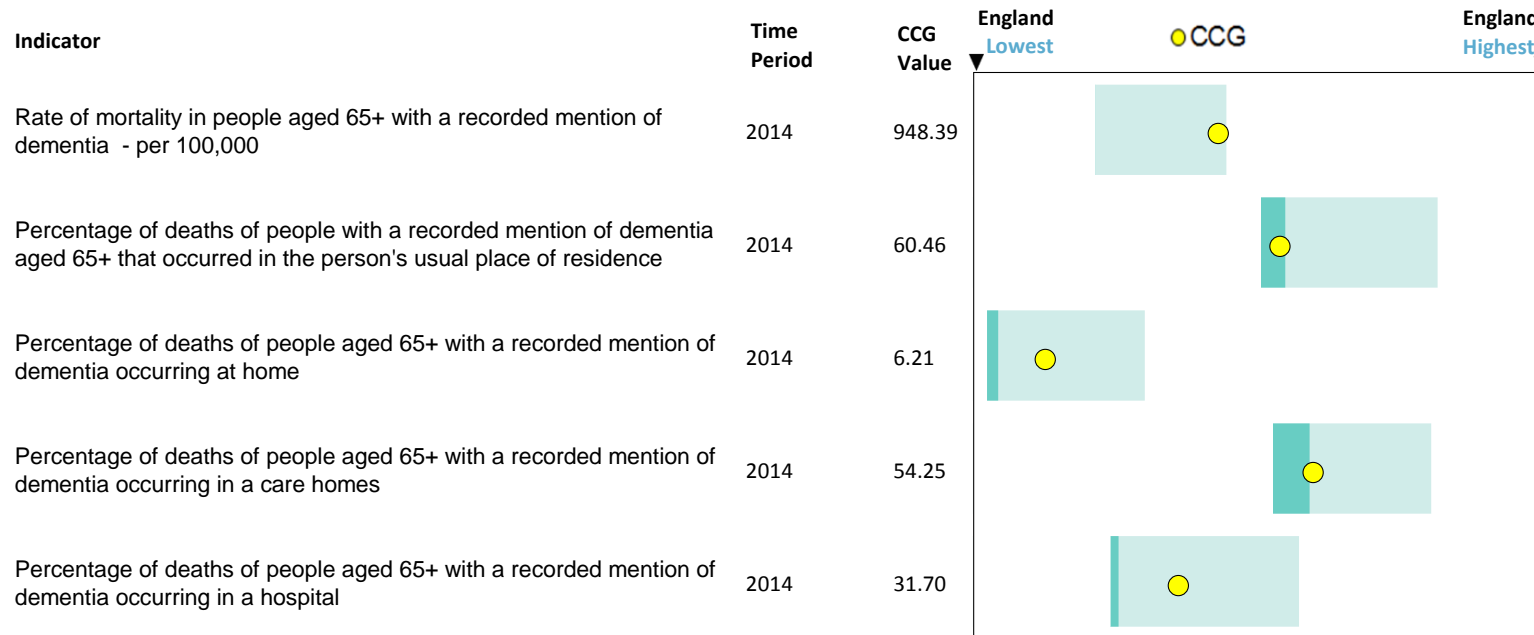 Indicator
Time
Period
CCG
Value
England
Lowest
CCG
England
Highest
Rate of mortality in people aged 65+ with a recorded mention of
dementia - per 100,000
2014
948.39
Percentage of deaths of people with a recorded mention of dementia
aged 65+ that occurred in the person's usual place of residence
2014
60.46
Percentage of deaths of people aged 65+ with a recorded mention of
dementia occurring at home
2014
6.21
Percentage of deaths of people aged 65+ with a recorded mention of
dementia occurring in a care homes
2014
54.25
Percentage of deaths of people aged 65+ with a recorded mention of
dementia occurring in a hospital
2014
31.70